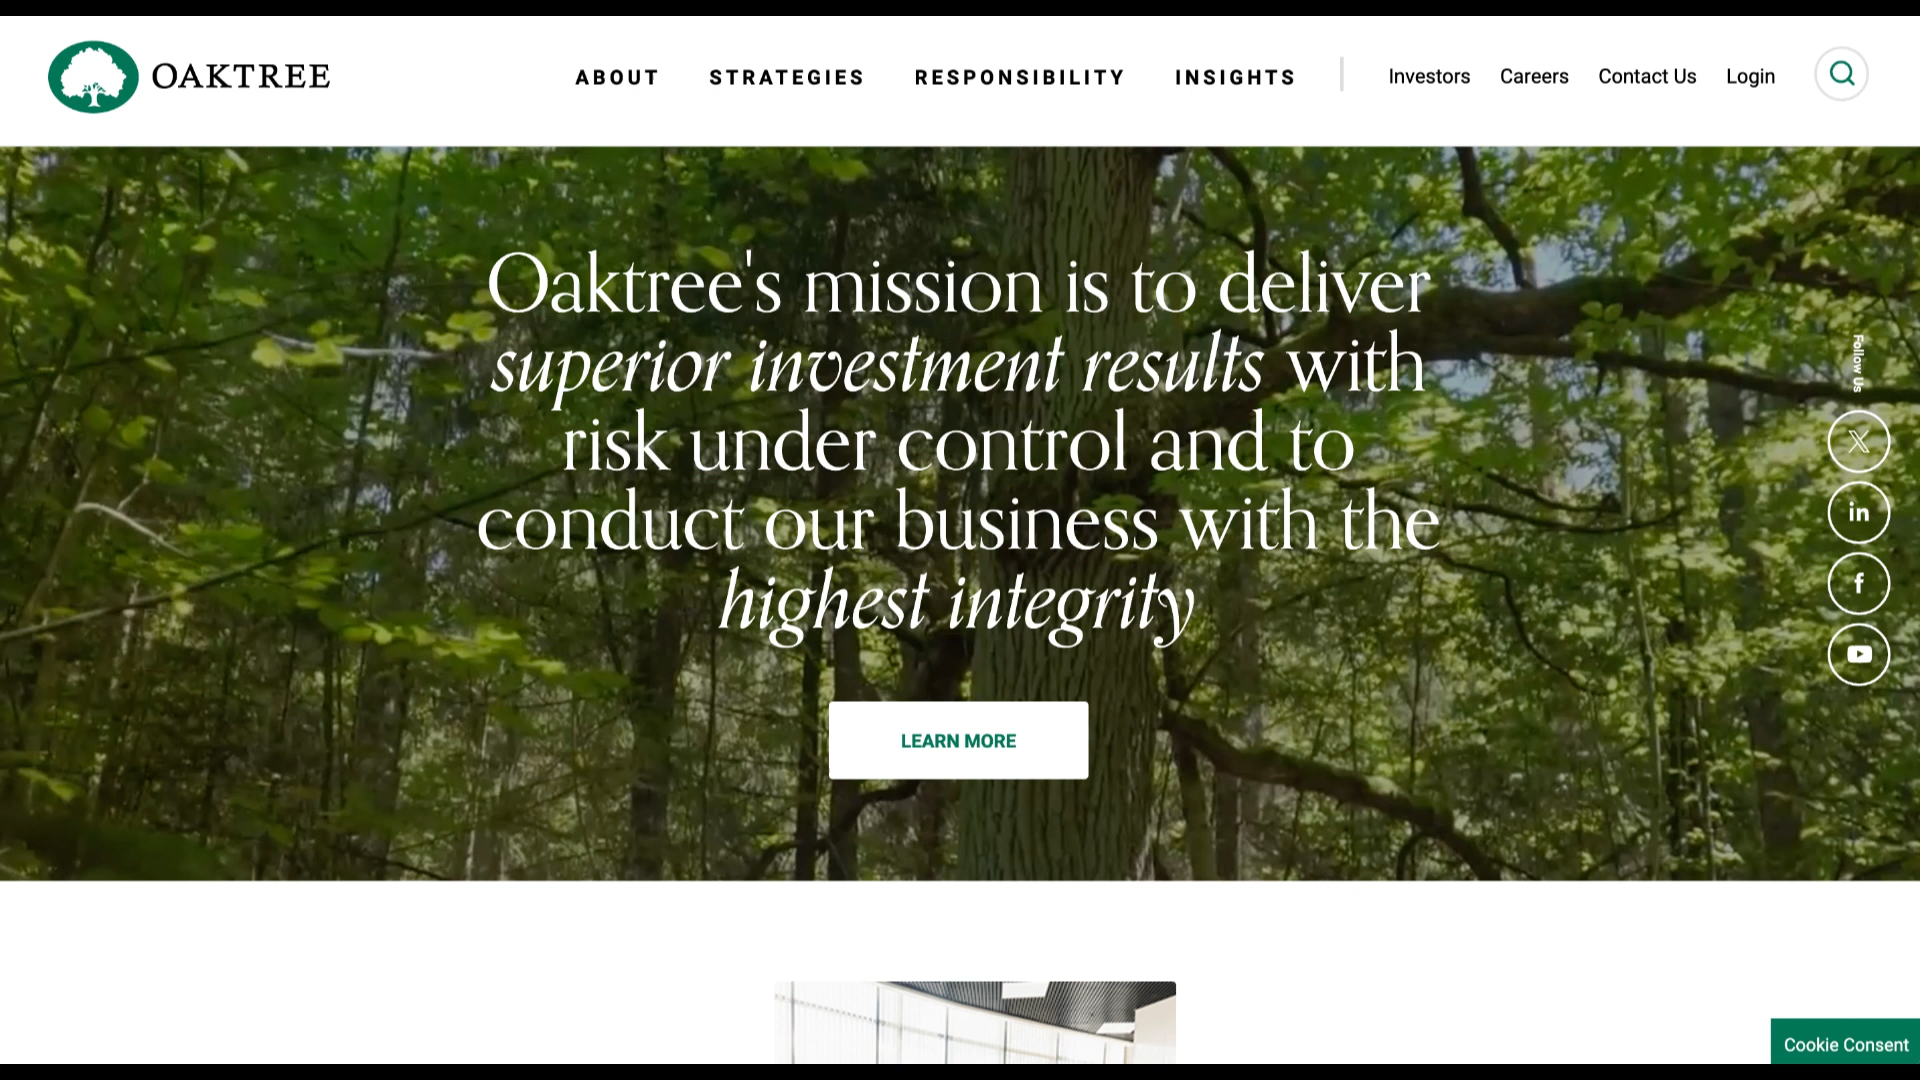 OAKTREE
ABOUT STRATEGIES RESPONSIBILITY INSIGHTS Investors Careers Contact Us Login
Oaktree's mission is to deliver
superior investment results with
risk under control and to
conduct our business with the
highest integrity
LEARN MORE
Follow Us
X
in
f
Cookie Consent